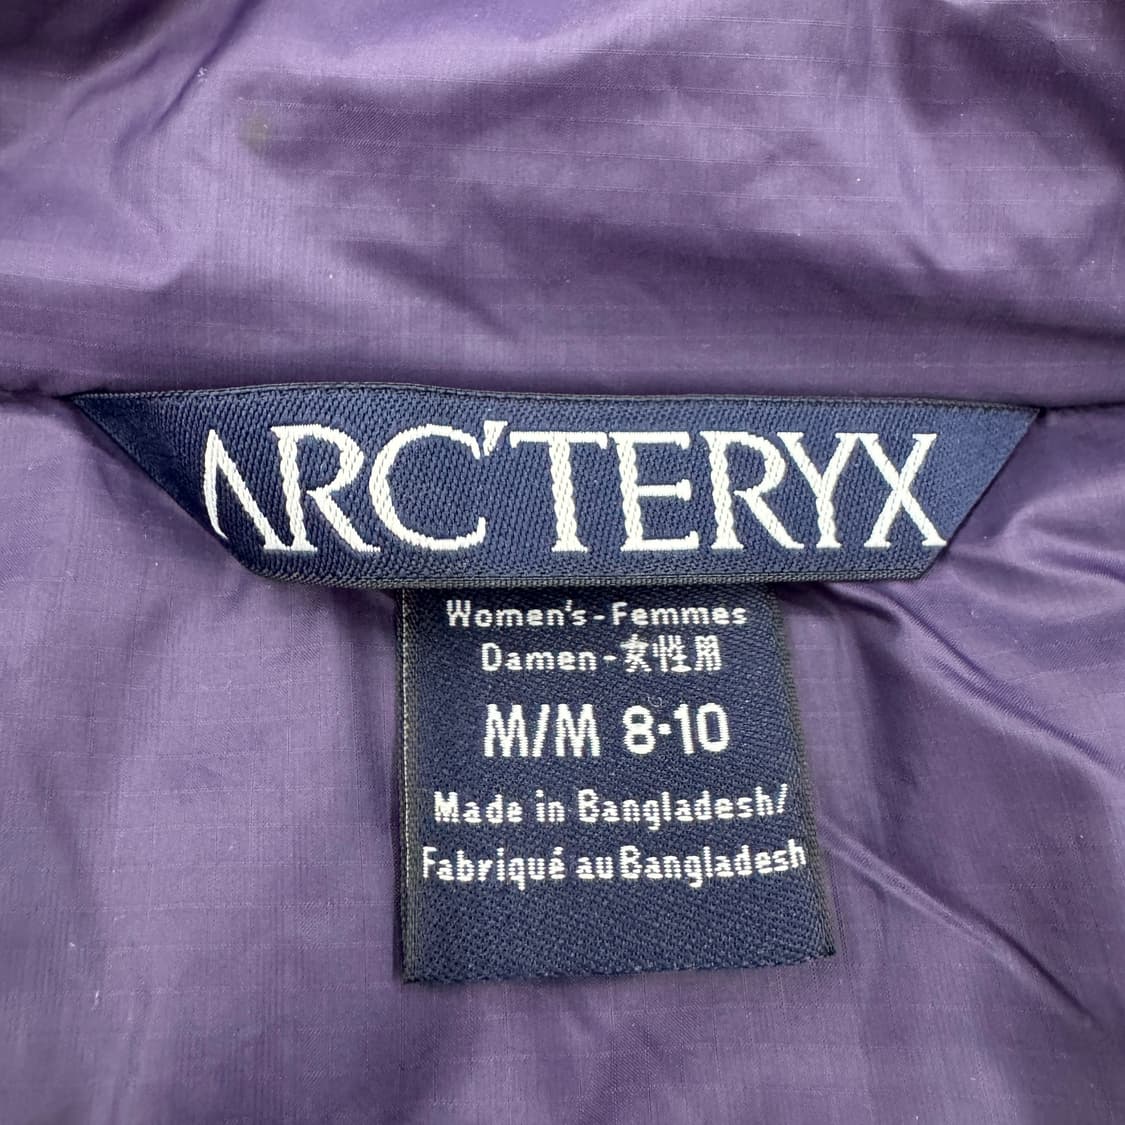 ARC'TERYX
Women's-Femmes
Damen-女性用
M/M 8•10
Made in Bangladesh/
Fabriqué au Bangladesh